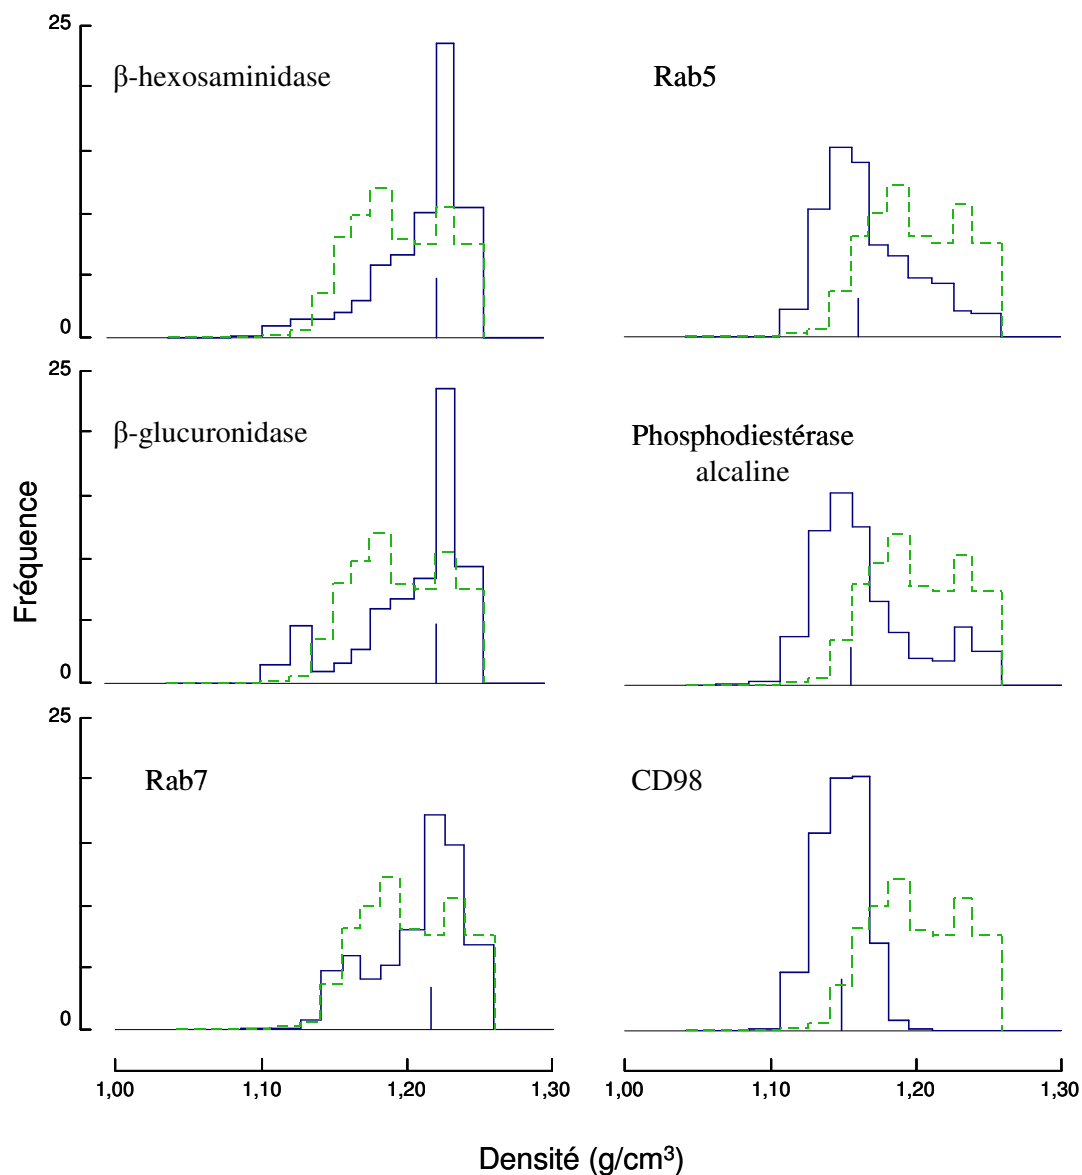 25
β-hexosaminidase
Rab5
0
25
β-glucuronidase
Phosphodiestérase
alcaline
Fréquence
0
25
Rab7
CD98
0
1,00 1,10 1,20 1,30 1,00 1,10 1,20 1,30
Densité (g/cm³)